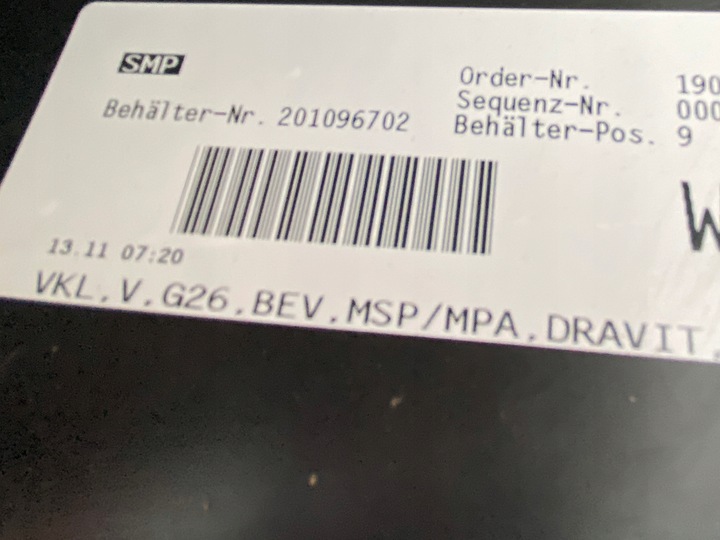 SMP
Behälter-Nr. 201096702
Order-Nr. 190
Sequenz-Nr. 000
Behälter-Pos. 9
W
13.11 07:20
VKL.V.G26.BEV.MSP/MPA.DRAVIT.